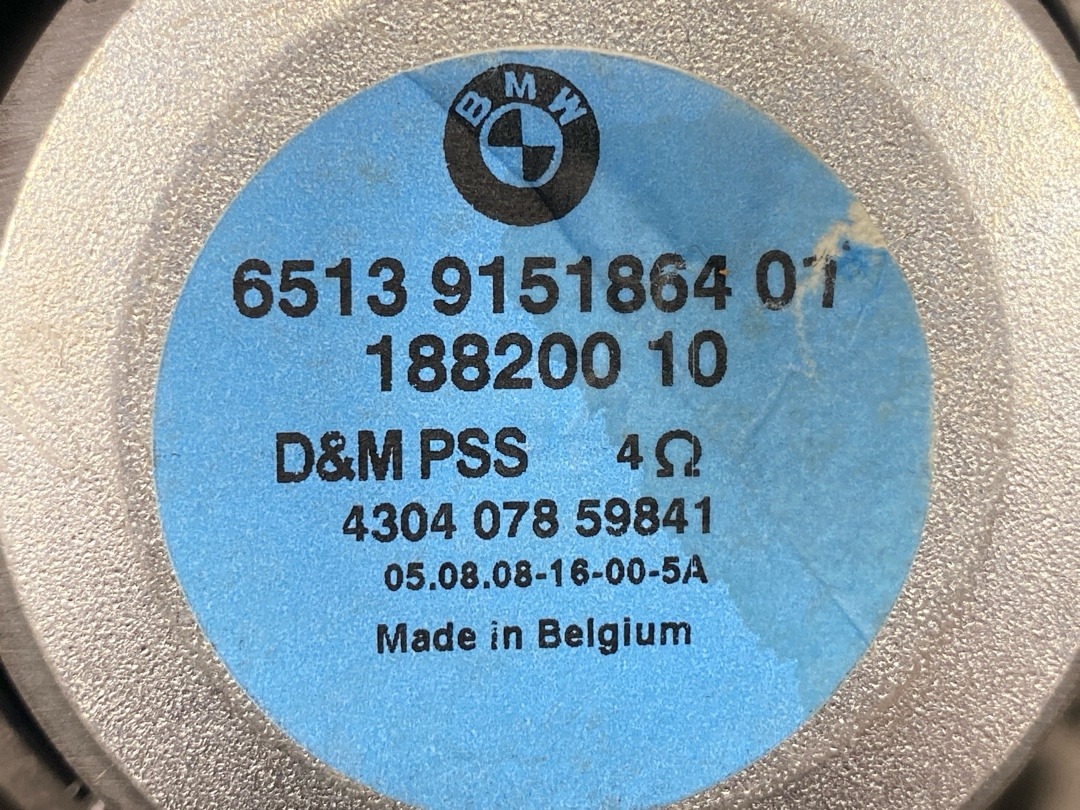 BMW
6513 9151864 01
188200 10
D&M PSS 4Ω
4304 078 59841
05.08.08-16-00-5A
Made in Belgium